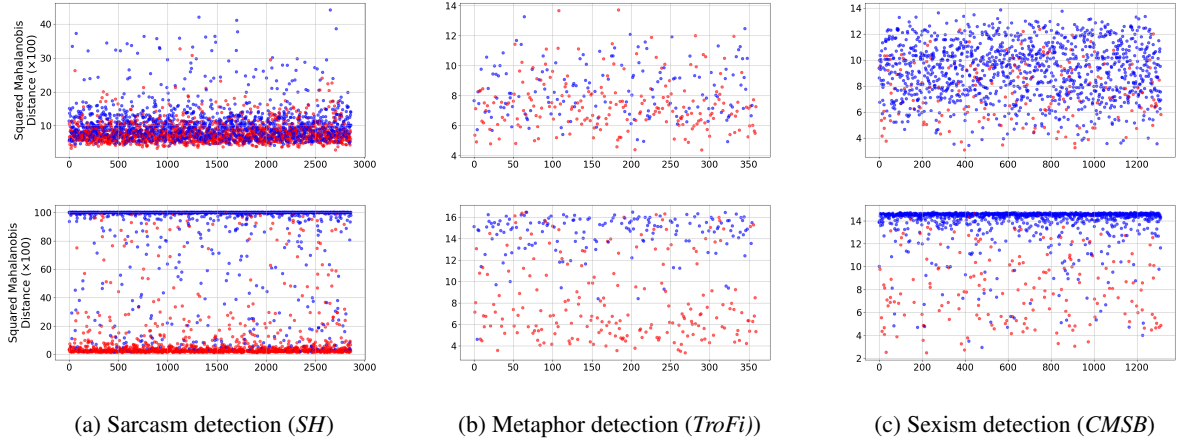 Squared Mahalanobis
Distance (×100)
40
30
20
10
0 500 1000 1500 2000 2500 3000
14
12
10
8
6
4
0 50 100 150 200 250 300 350
14
12
10
8
6
4
0 200 400 600 800 1000 1200
Squared Mahalanobis
Distance (×100)
100
80
60
40
20
0
0 500 1000 1500 2000 2500 3000
16
14
12
10
8
6
4
0 50 100 150 200 250 300 350
14
12
10
8
6
4
2
0 200 400 600 800 1000 1200
(a) Sarcasm detection (SH)
(b) Metaphor detection (TroFi))
(c) Sexism detection (CMSB)